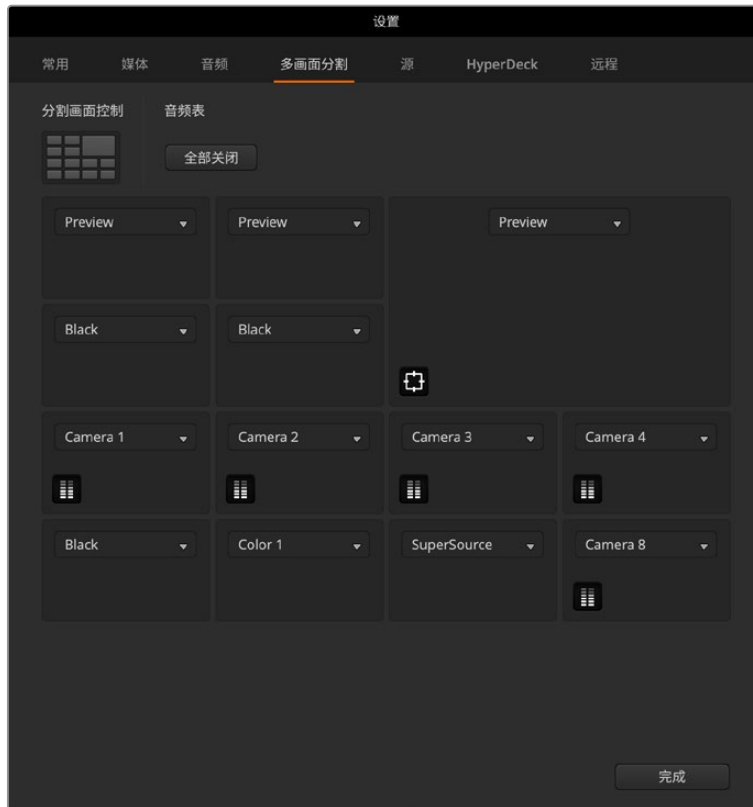 设置
常用 媒体 音频 多画面分割 源 HyperDeck 远程
分割画面控制 音频表
全部关闭
Preview Preview Preview
Black Black
Camera 1 Camera 2 Camera 3 Camera 4
Black Color 1 SuperSource Camera 8
完成